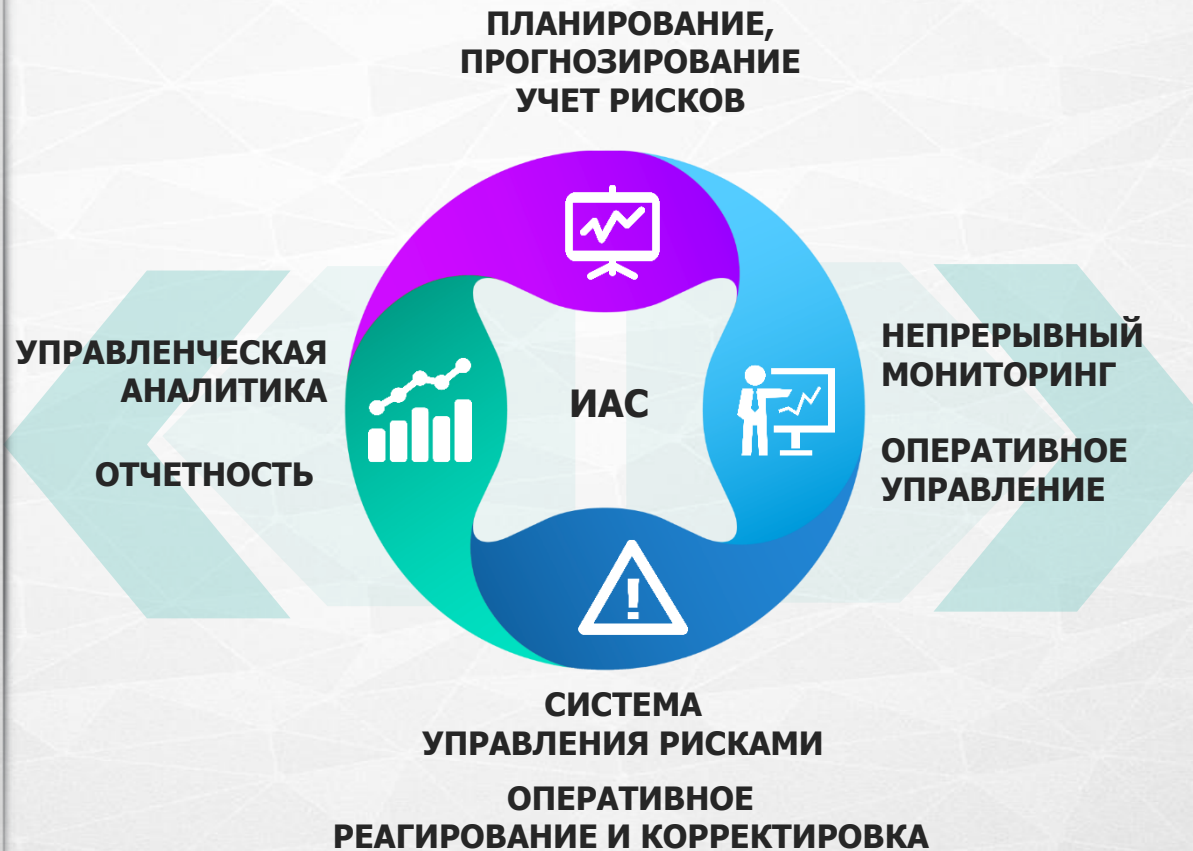 ПЛАНИРОВАНИЕ,
ПРОГНОЗИРОВАНИЕ
УЧЕТ РИСКОВ
УПРАВЛЕНЧЕСКАЯ
АНАЛИТИКА
ОТЧЕТНОСТЬ
ИАС
НЕПРЕРЫВНЫЙ
МОНИТОРИНГ
ОПЕРАТИВНОЕ
УПРАВЛЕНИЕ
СИСТЕМА
УПРАВЛЕНИЯ РИСКАМИ
ОПЕРАТИВНОЕ
РЕАГИРОВАНИЕ И КОРРЕКТИРОВКА